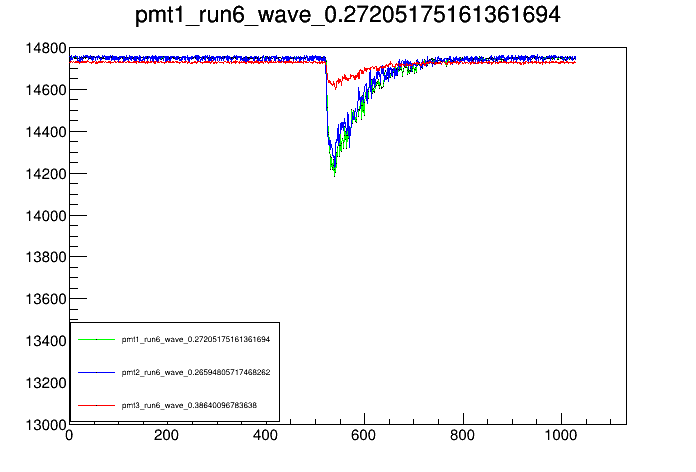 pmt1_run6_wave_0.27205175161361694
14800
14600
14400
14200
14000
13800
13600
13400
13200
13000
pmt1_run6_wave_0.27205175161361694
pmt2_run6_wave_0.26594805717468262
pmt3_run6_wave_0.38640096783638
0 200 400 600 800 1000